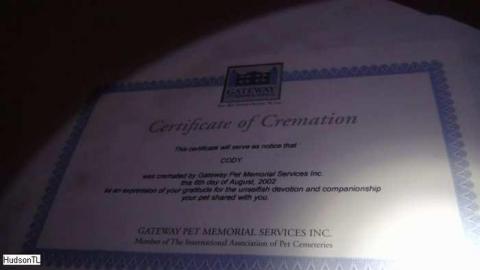 GATEWAY
Certificate of Cremation
This certificate will serve as notice that
CODY
was cremated by Gateway Pet Memorial Services Inc.
the 6th day of August, 2002
As an expression of your gratitude for the unselfish devotion and companionship
your pet shared with you.
GATEWAY PET MEMORIAL SERVICES INC.
Member of The International Association of Pet Cemeteries
HudsonTL